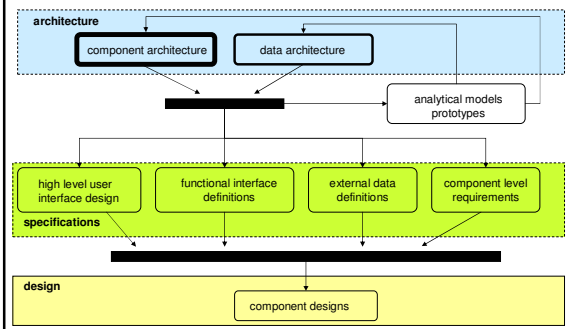 architecture
component architecture
data architecture
analytical models
prototypes
high level user
interface design
functional interface
definitions
external data
definitions
component level
requirements
specifications
design
component designs